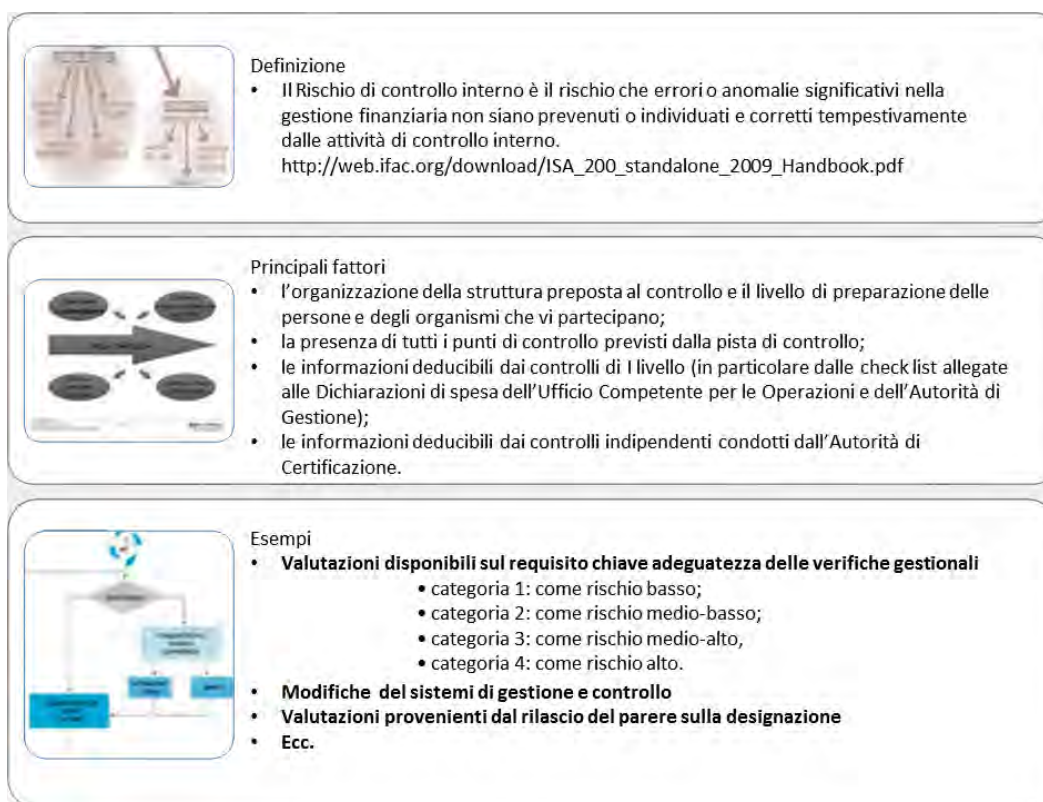 Definizione
• Il Rischio di controllo interno è il rischio che errori o anomalie significativi nella
gestione finanziaria non siano prevenuti o individuati e corretti tempestivamente
dalle attività di controllo interno.
http://web.ifac.org/download/ISA_200_standalone_2009_Handbook.pdf
Principali fattori
• l'organizzazione della struttura preposta al controllo e il livello di preparazione delle
persone e degli organismi che vi partecipano;
• la presenza di tutti i punti di controllo previsti dalla pista di controllo;
• le informazioni deducibili dai controlli di I livello (in particolare dalle check list allegate
alle Dichiarazioni di spesa dell'Ufficio Competente per le Operazioni e dell'Autorità di
Gestione);
• le informazioni deducibili dai controlli indipendenti condotti dall'Autorità di
Certificazione.
Esempi
• Valutazioni disponibili sul requisito chiave adeguatezza delle verifiche gestionali
• categoria 1: come rischio basso;
• categoria 2: come rischio medio-basso;
• categoria 3: come rischio medio-alto,
• categoria 4: come rischio alto.
• Modifiche del sistemi di gestione e controllo
• Valutazioni provenienti dal rilascio del parere sulla designazione
• Ecc.